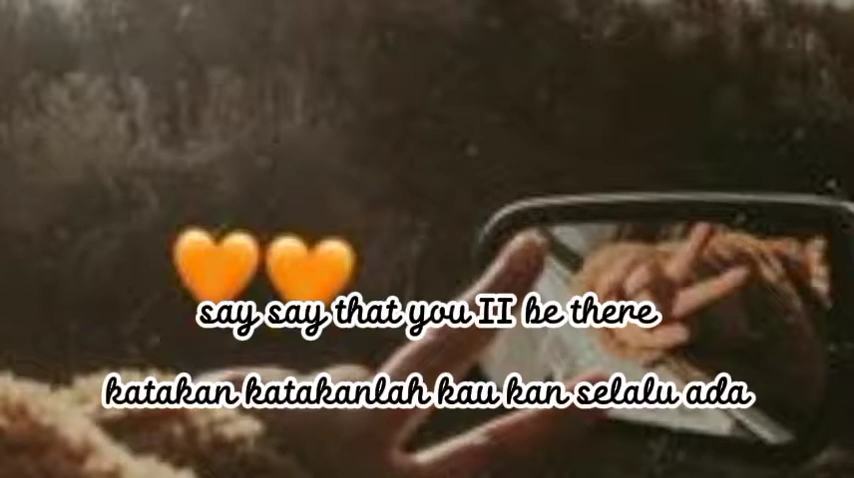 say say that you II be there
katakan katakanlah kau kan selalu ada